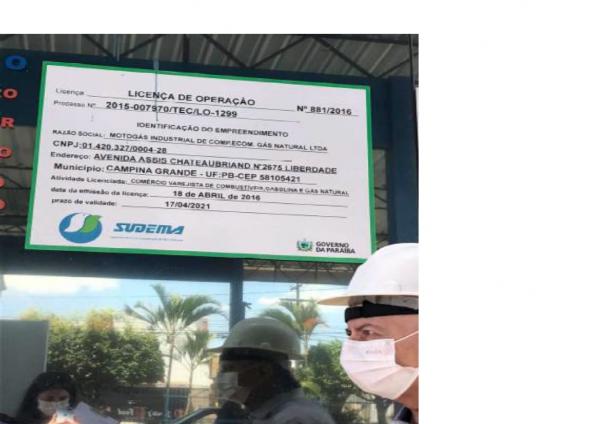 Licença LICENÇA DE OPERAÇÃO Nº 881/2016
Processo Nº 2015-007970/TEC/LO-1299
IDENTIFICAÇÃO DO EMPREENDIMENTO
RAZÃO SOCIAL: MOTOGÁS INDUSTRIAL DE COMP.ECOM. GÁS NATURAL LTDA
CNPJ:01.420.327/0004-28
Endereço: AVENIDA ASSIS CHATEAUBRIAND N°2675 LIBERDADE
Município: CAMPINA GRANDE - UF:PB-CEP 58105421
Atividade Licenciada: COMÉRCIO VAREJISTA DE COMBUSTÍVEIS,GASOLINA E GÁS NATURAL
data da emissão da licença: 18 de ABRIL de 2016
prazo de validade: 17/04/2021
SUDEMA
GOVERNO
DA PARAÍBA